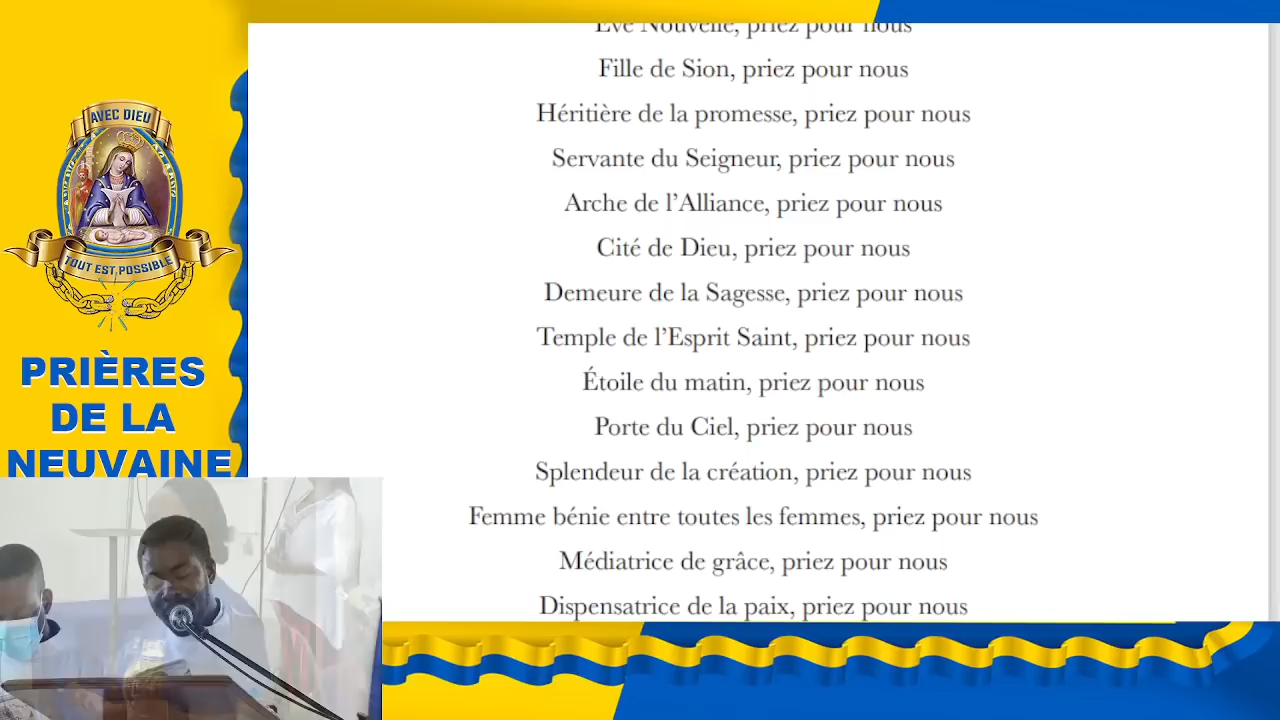 AVEC DIEU
TOUT EST POSSIBLE
PRIÈRES
DE LA
NEUVAINE
Eve Nouvelle, priez pour nous
Fille de Sion, priez pour nous
Héritière de la promesse, priez pour nous
Servante du Seigneur, priez pour nous
Arche de l’Alliance, priez pour nous
Cité de Dieu, priez pour nous
Demeure de la Sagesse, priez pour nous
Temple de l’Esprit Saint, priez pour nous
Étoile du matin, priez pour nous
Porte du Ciel, priez pour nous
Splendeur de la création, priez pour nous
Femme bénie entre toutes les femmes, priez pour nous
Médiatrice de grâce, priez pour nous
Dispensatrice de la paix, priez pour nous